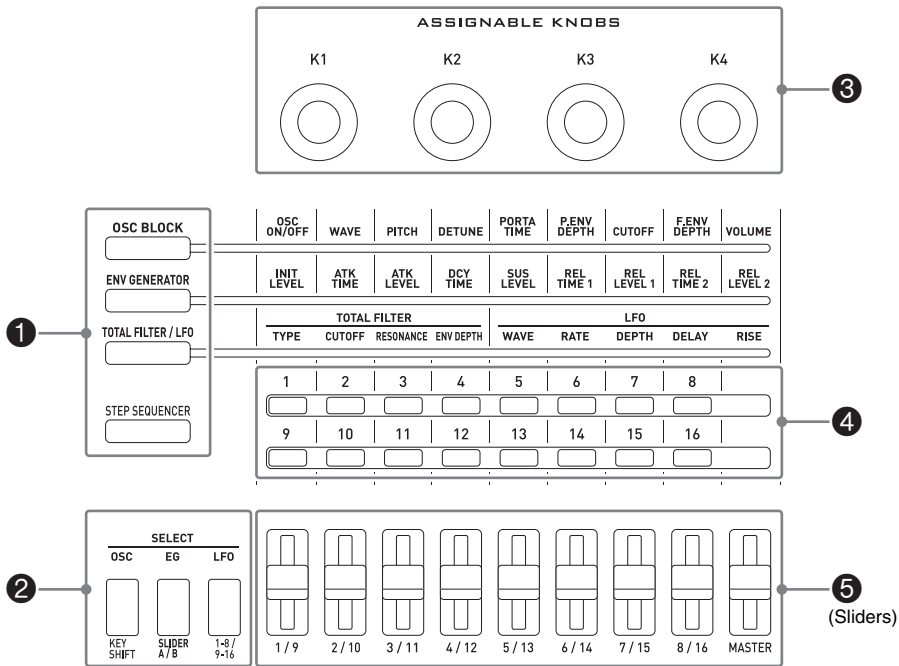 ASSIGNABLE KNOBS
K1 K2 K3 K4
3
OSC BLOCK
OSC ON/OFF WAVE PITCH DETUNE PORTA TIME P.ENV DEPTH CUTOFF F.ENV DEPTH VOLUME
ENV GENERATOR
INIT LEVEL ATK TIME ATK LEVEL DCY TIME SUS LEVEL REL TIME 1 REL LEVEL 1 REL TIME 2 REL LEVEL 2
1
TOTAL FILTER / LFO
TOTAL FILTER LFO
TYPE CUTOFF RESONANCE ENV DEPTH WAVE RATE DEPTH DELAY RISE
STEP SEQUENCER
1 2 3 4 5 6 7 8
9 10 11 12 13 14 15 16
4
2
SELECT
OSC EG LFO
KEY SHIFT SLIDER A / B 1-8 / 9-16
1 / 9 2 / 10 3 / 11 4 / 12 5 / 13 6 / 14 7 / 15 8 / 16 MASTER
5
(Sliders)